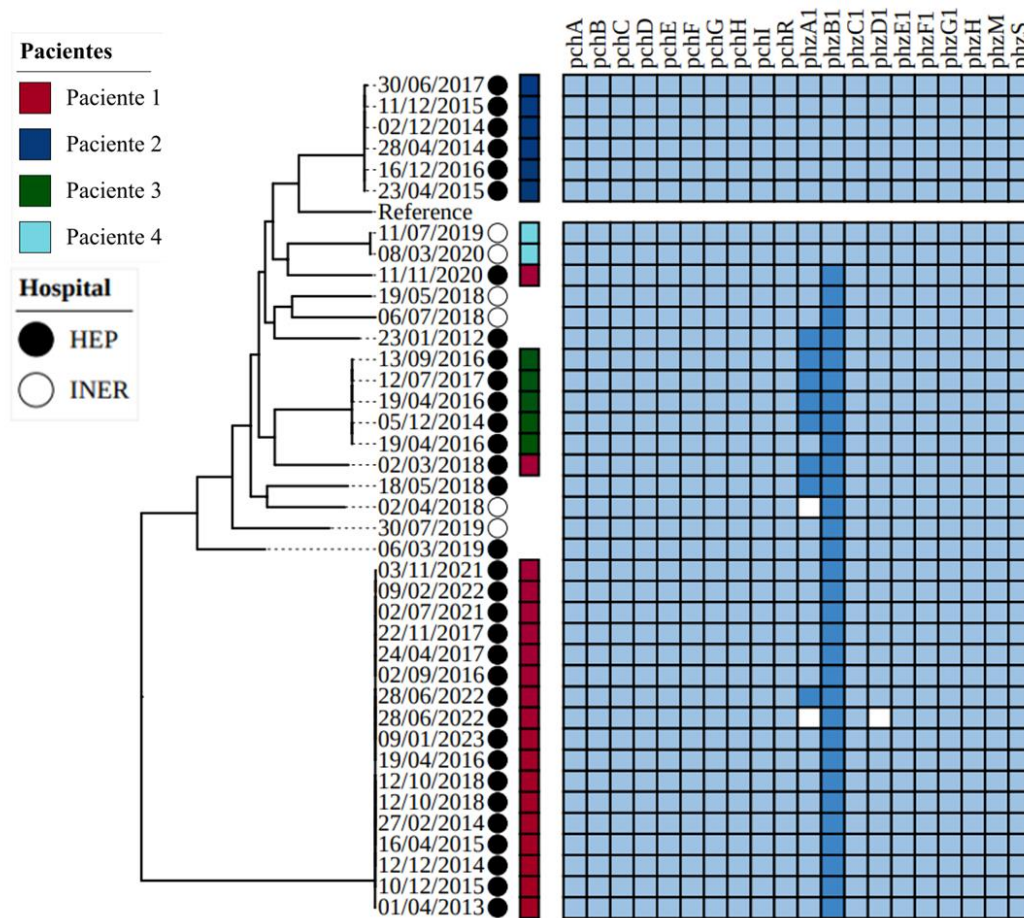 Pacientes
Paciente 1
Paciente 2
Paciente 3
Paciente 4
Hospital
HEP
INER
pchA
pchB
pchC
pchD
pchE
pchF
pchG
pchH
pchI
pchR
phzA1
phzB1
phzC1
phzD1
phzE1
phzF1
phzG1
phzH
phzM
phzS
30/06/2017
11/12/2015
02/12/2014
28/04/2014
16/12/2016
23/04/2015
Reference
11/07/2019
08/03/2020
11/11/2020
19/05/2018
06/07/2018
23/01/2012
13/09/2016
12/07/2017
19/04/2016
05/12/2014
19/04/2016
02/03/2018
18/05/2018
02/04/2018
30/07/2019
06/03/2019
03/11/2021
09/02/2022
02/07/2021
22/11/2017
24/04/2017
02/09/2016
28/06/2022
28/06/2022
09/01/2023
19/04/2016
12/10/2018
12/10/2018
27/02/2014
16/04/2015
12/12/2014
10/12/2015
01/04/2013